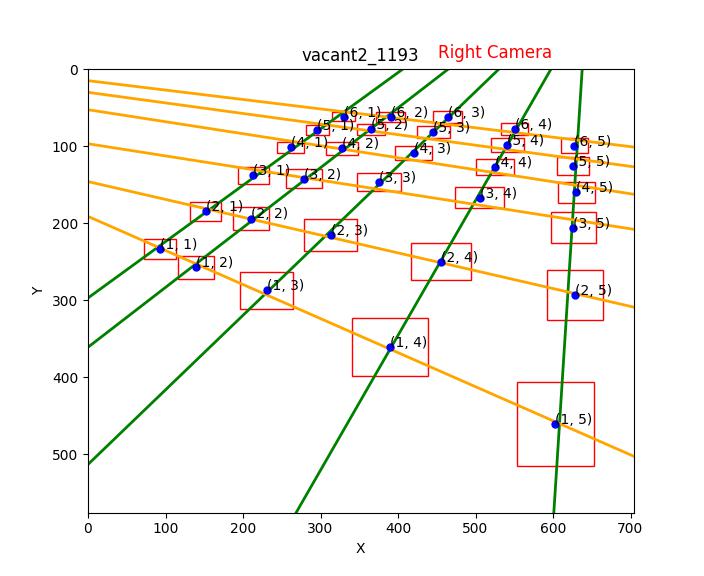 vacant2_1193 Right Camera
0
100
200
300
400
500
Y
(6, 1) (6, 2) (6, 3)
(5, 1) (5, 2) (5, 3) (6, 4)
(4, 1) (4, 2) (4, 3) (5, 4) (6, 5)
(3, 1) (3, 2) (3, 3) (4, 4) (5, 5)
(2, 1) (2, 2) (3, 4) (4, 5)
(1, 1) (2, 3) (3, 5)
(1, 2) (2, 4)
(1, 3) (2, 5)
(1, 4)
(1, 5)
0 100 200 300 400 500 600 700
X